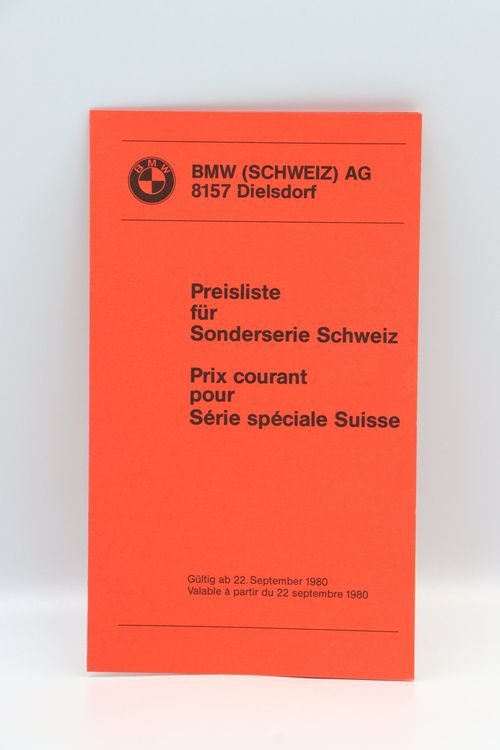 BMW
BMW (SCHWEIZ) AG
8157 Dielsdorf
Preisliste
für
Sonderserie Schweiz
Prix courant
pour
Série spéciale Suisse
Gültig ab 22. September 1980
Valable à partir du 22 septembre 1980